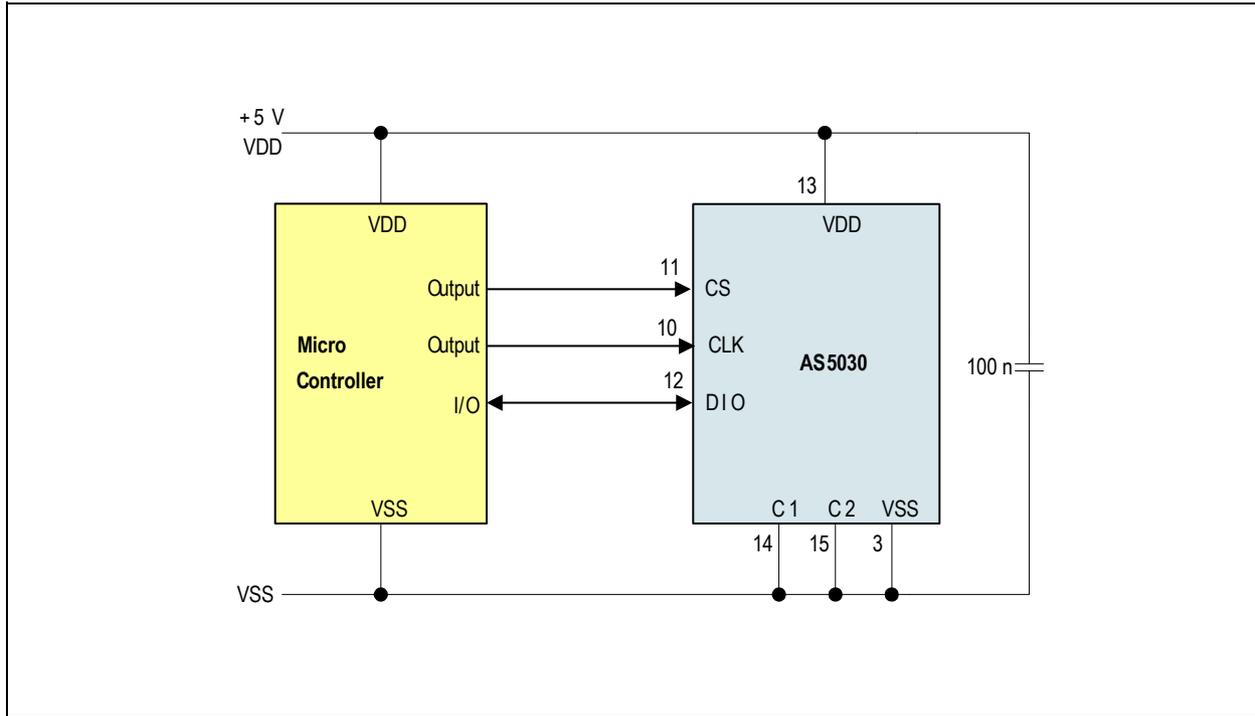 +5 V
VDD
13
VDD
VDD
Output
11
CS
Output
10
CLK
Micro
Controller
AS5030
100 n
I/O
12
DIO
VSS
C1
C2
VSS
14
15
3
VSS